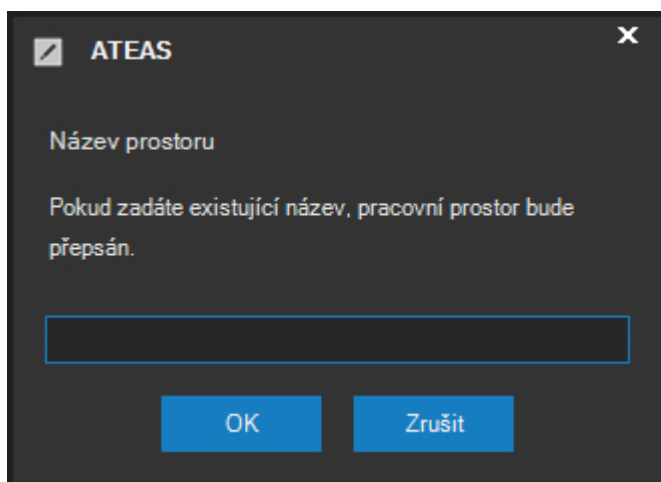 ATEAS
Název prostoru
Pokud zadáte existující název, pracovní prostor bude
přepsán.
OK
Zrušit